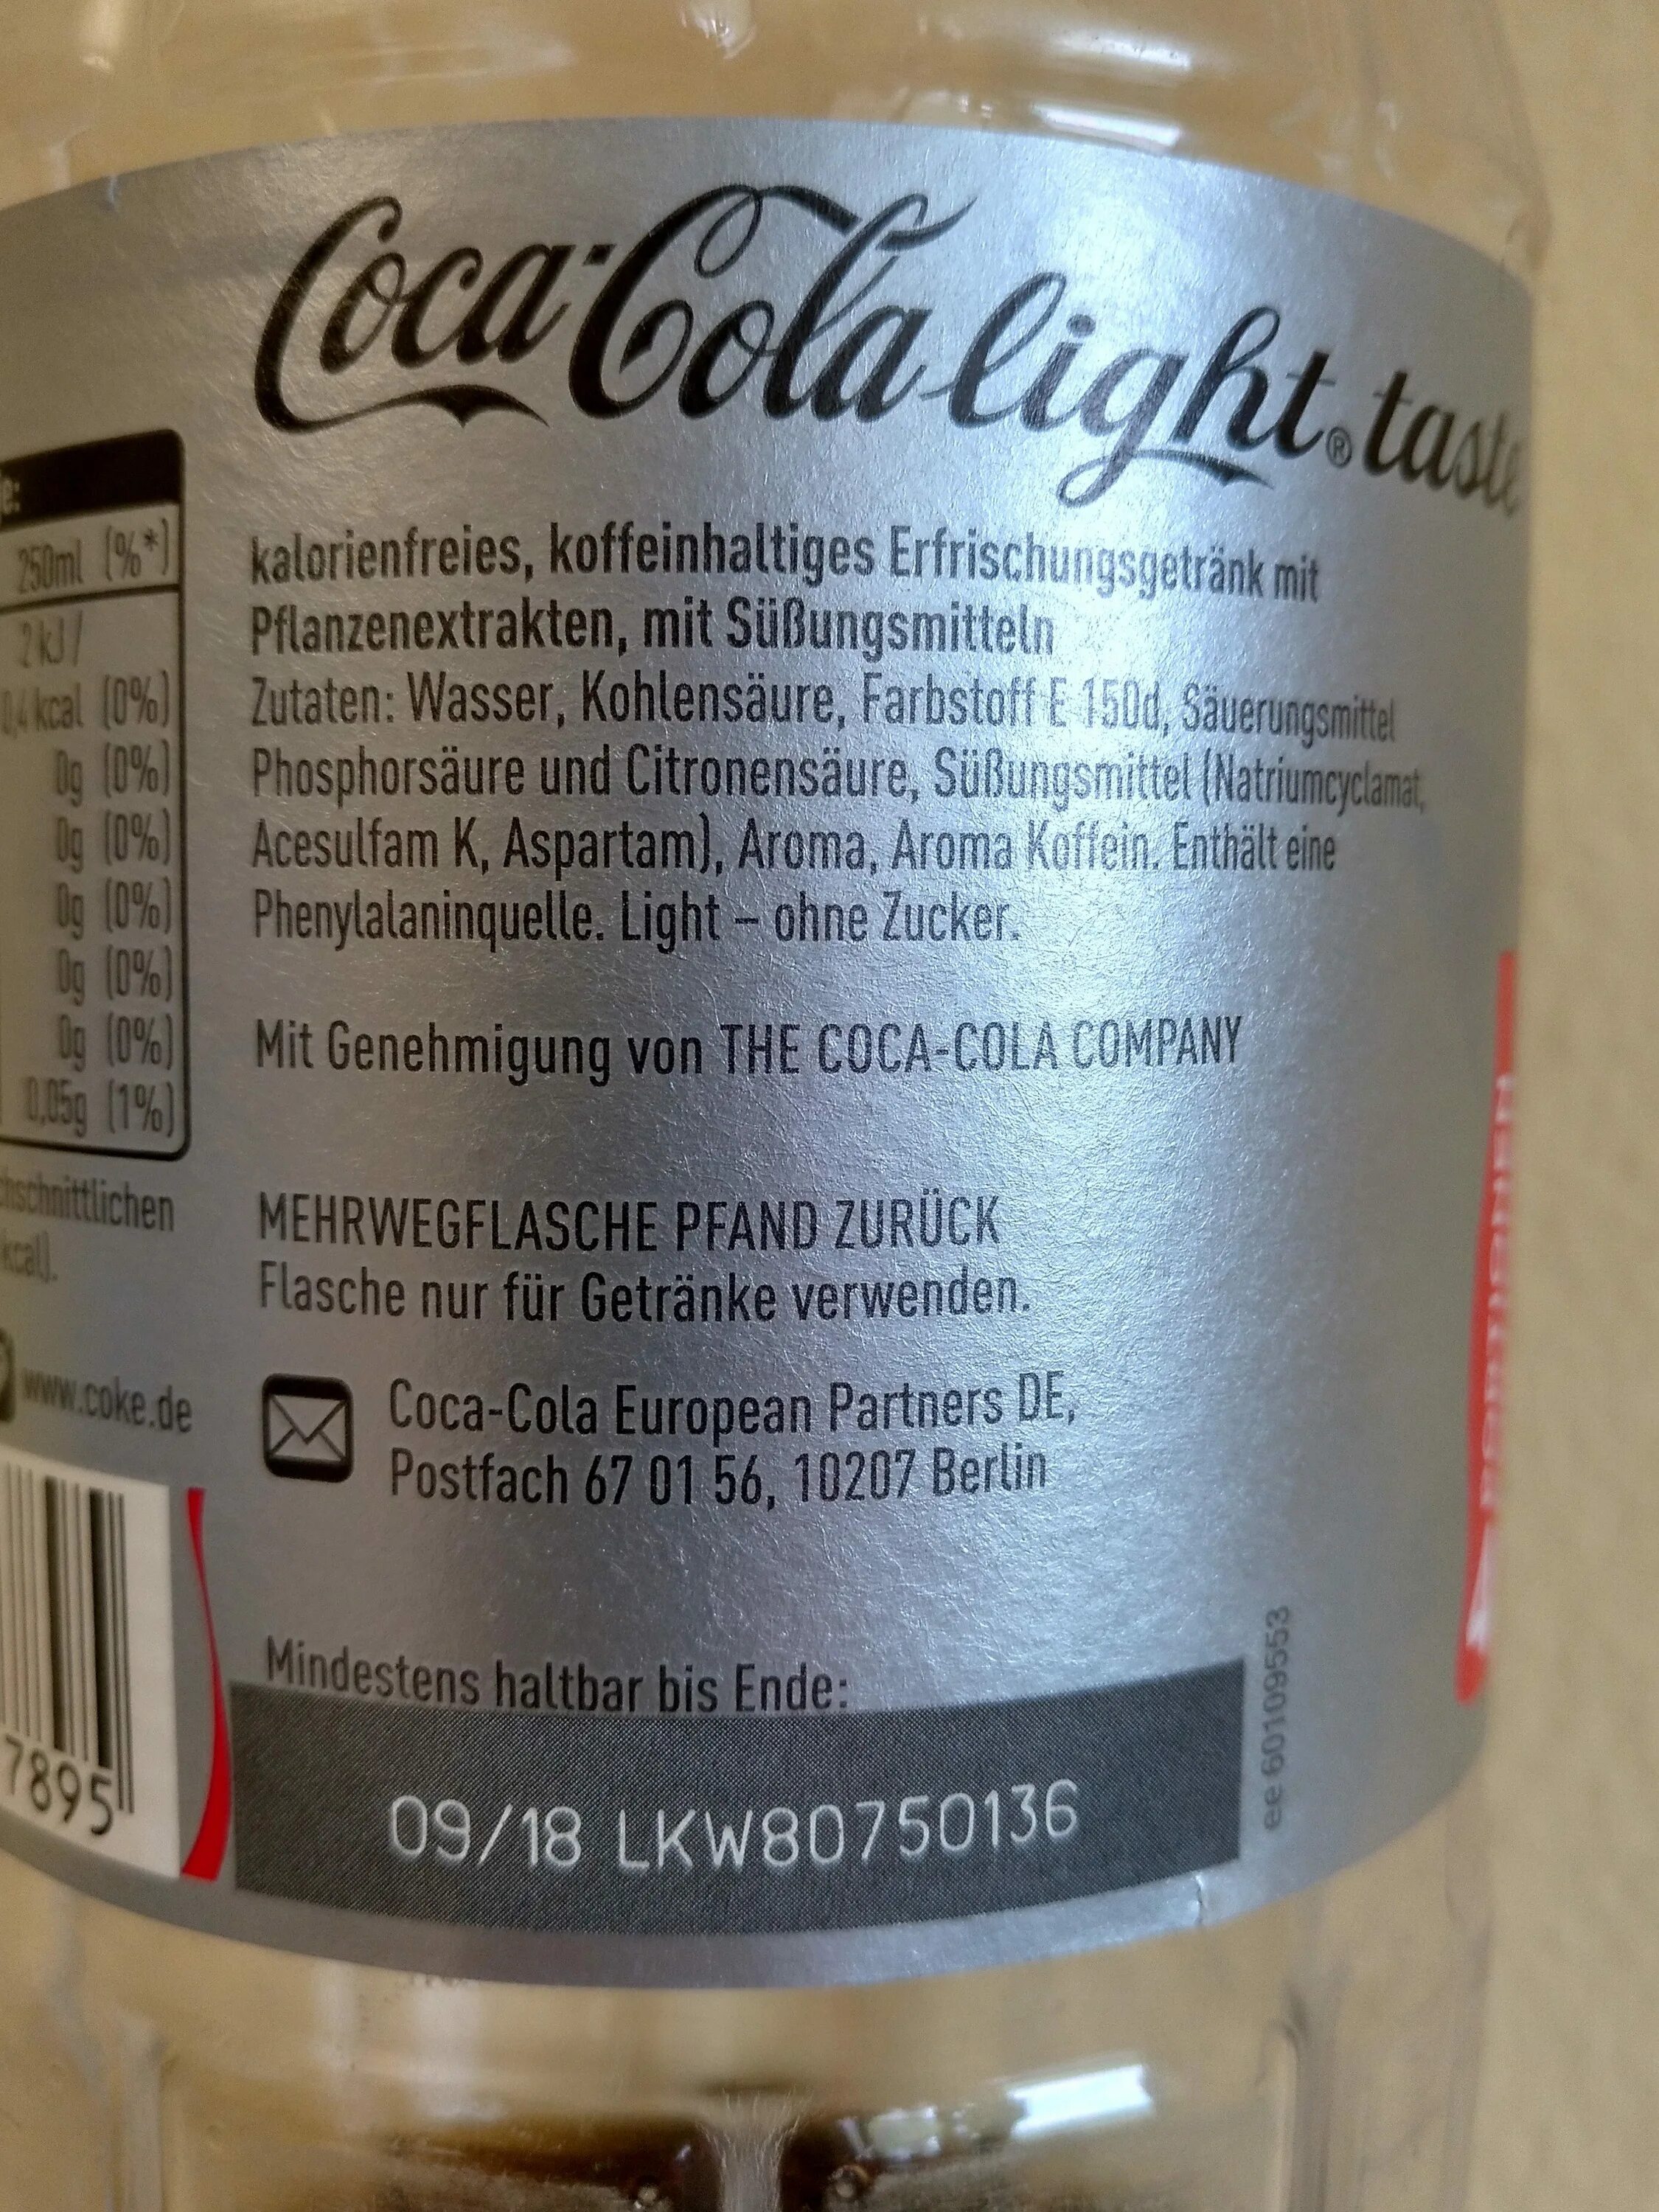 Coca-Cola light® taste
kalorienfreies, koffeinhaltiges Erfrischungsgetränk mit
Pflanzenextrakten, mit Süßungsmitteln
Zutaten: Wasser, Kohlensäure, Farbstoff E 150d, Säuerungsmittel
Phosphorsäure und Citronensäure, Süßungsmittel (Natriumcyclamat,
Acesulfam K, Aspartam), Aroma, Aroma Koffein. Enthält eine
Phenylalaninquelle. Light – ohne Zucker.
Mit Genehmigung von THE COCA-COLA COMPANY
MEHRWEGFLASCHE PFAND ZURÜCK
Flasche nur für Getränke verwenden.
Coca-Cola European Partners DE,
Postfach 67 01 56, 10207 Berlin
Mindestens haltbar bis Ende:
09/18 LKW80750136
ee 60109553
e:
250ml (%*)
2 kJ /
0,4 kcal (0%)
0g (0%)
0g (0%)
0g (0%)
0g (0%)
0g (0%)
0,05g (1%)
chschnittlichen
kcal).
www.coke.de
7895